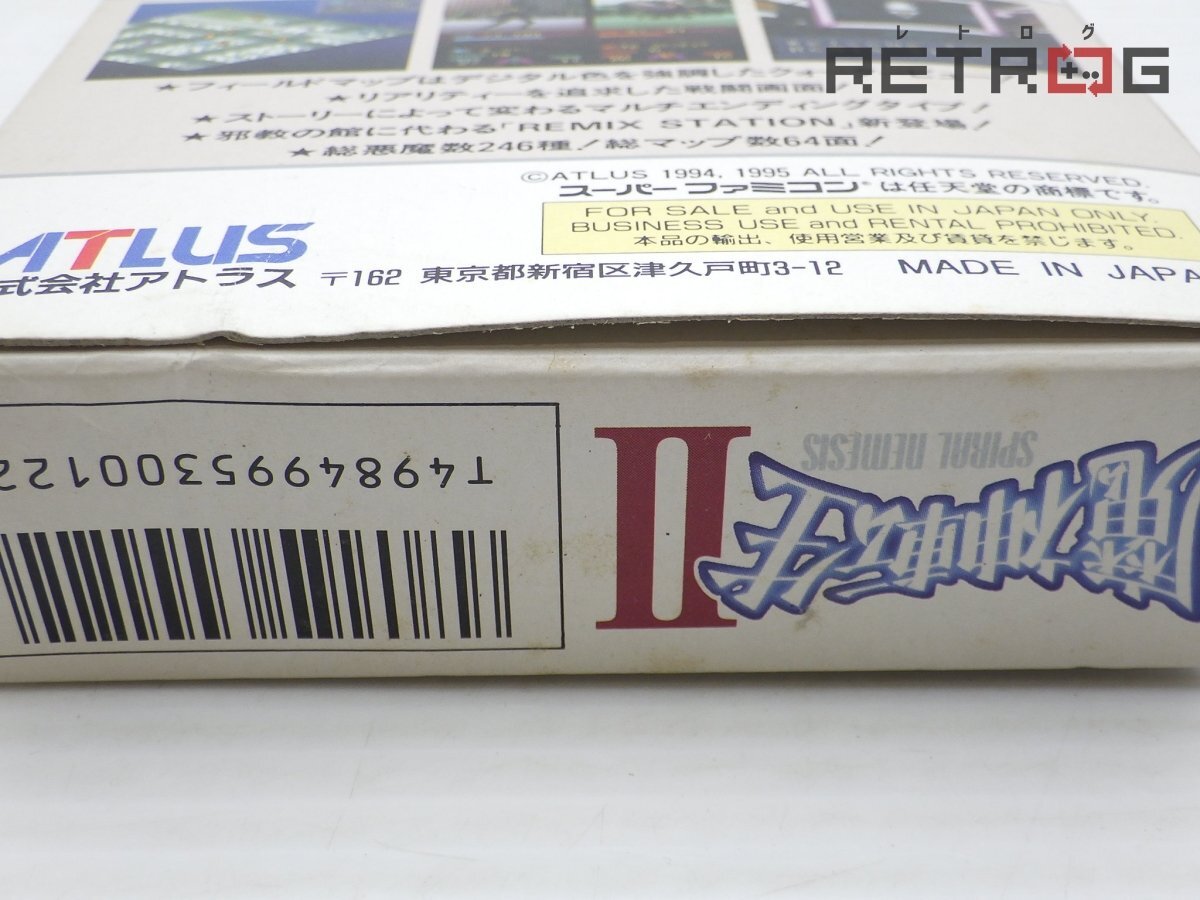 レトログ
RETROG
★フィールドマップはデジタル色を強調したウォ
★リアリティーを追求した戦闘画面!
★ストーリーによって変わるマルチエンディングタイプ!
★邪教の館に代わる「REMIX STATION」新登場!
★総悪魔数246種!総マップ数64面!
©ATLUS 1994, 1995 ALL RIGHTS RESERVED.
スーパーファミコン®は任天堂の商標です。
FOR SALE and USE IN JAPAN ONLY.
BUSINESS USE and RENTAL PROHIBITED.
本品の輸出、使用営業及び賃貸を禁じます。
ATLUS
式会社アトラス 〒162 東京都新宿区津久戸町3-12 MADE IN JAPA
T498499530012
魔神転生
II
SPIRAL NEMESIS